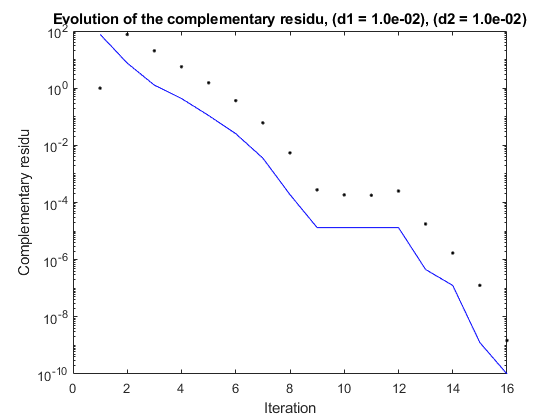 Evolution of the complementary residu, (d1 = 1.0e-02), (d2 = 1.0e-02)
10^2
10^0
10^-2
10^-4
10^-6
10^-8
10^-10
Complementary residu
0 2 4 6 8 10 12 14 16
Iteration